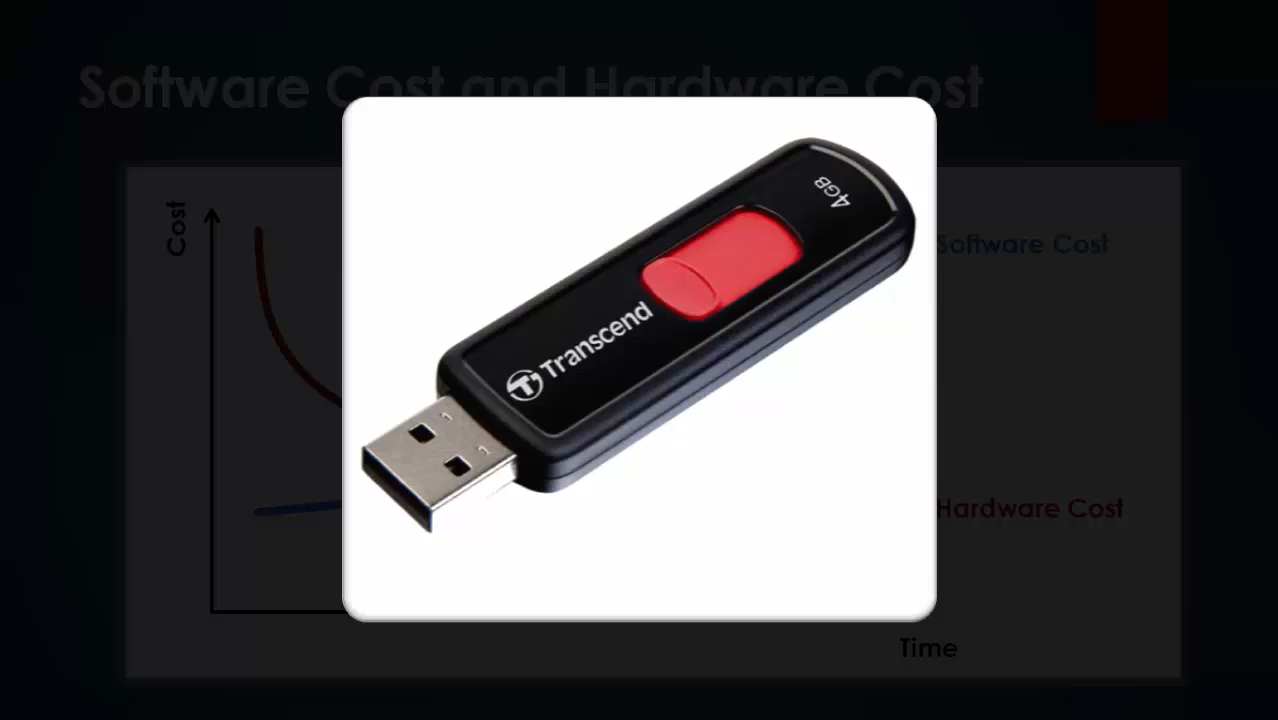 Software Cost and Hardware Cost
Cost
4GB
Software Cost
Transcend
Hardware Cost
Time